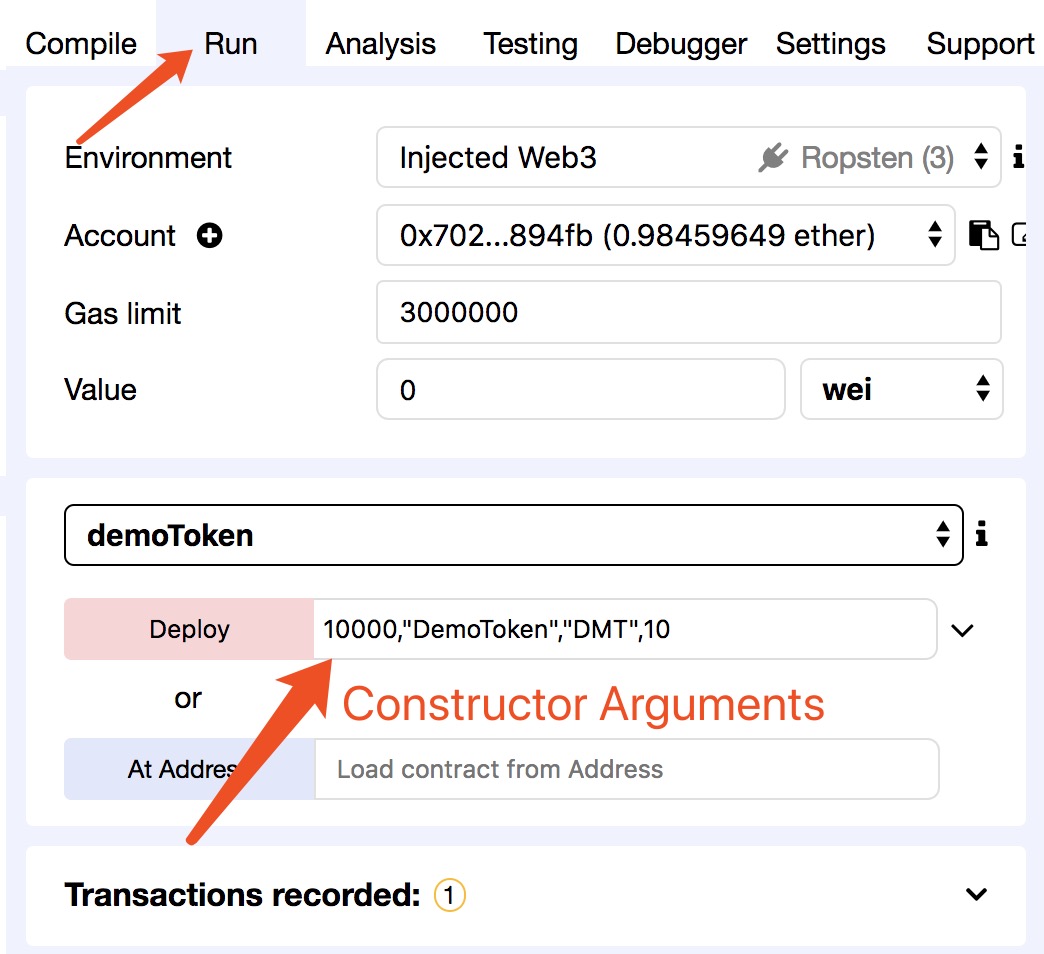 Compile Run Analysis Testing Debugger Settings Support
Environment Injected Web3 Ropsten (3)
Account 0x702...894fb (0.98459649 ether)
Gas limit 3000000
Value 0 wei
demoToken
Deploy 10000,"DemoToken","DMT",10
or Constructor Arguments
At Addres Load contract from Address
Transactions recorded: 1